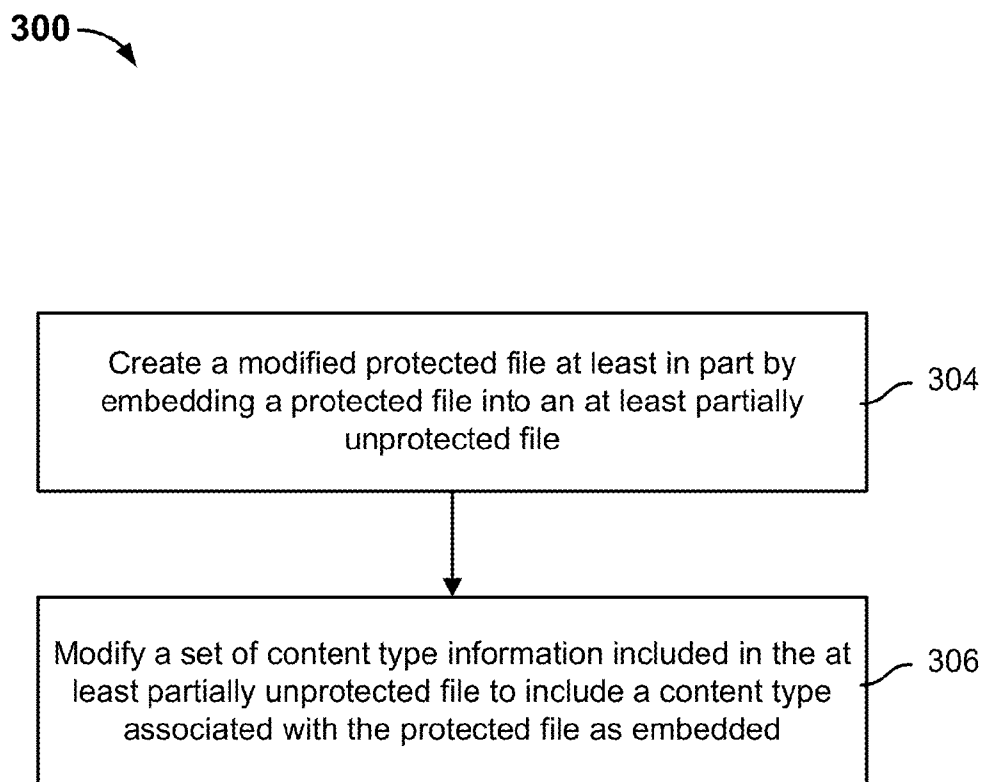 300
Create a modified protected file at least in part by
embedding a protected file into an at least partially
unprotected file
304
Modify a set of content type information included in the at
least partially unprotected file to include a content type
associated with the protected file as embedded
306